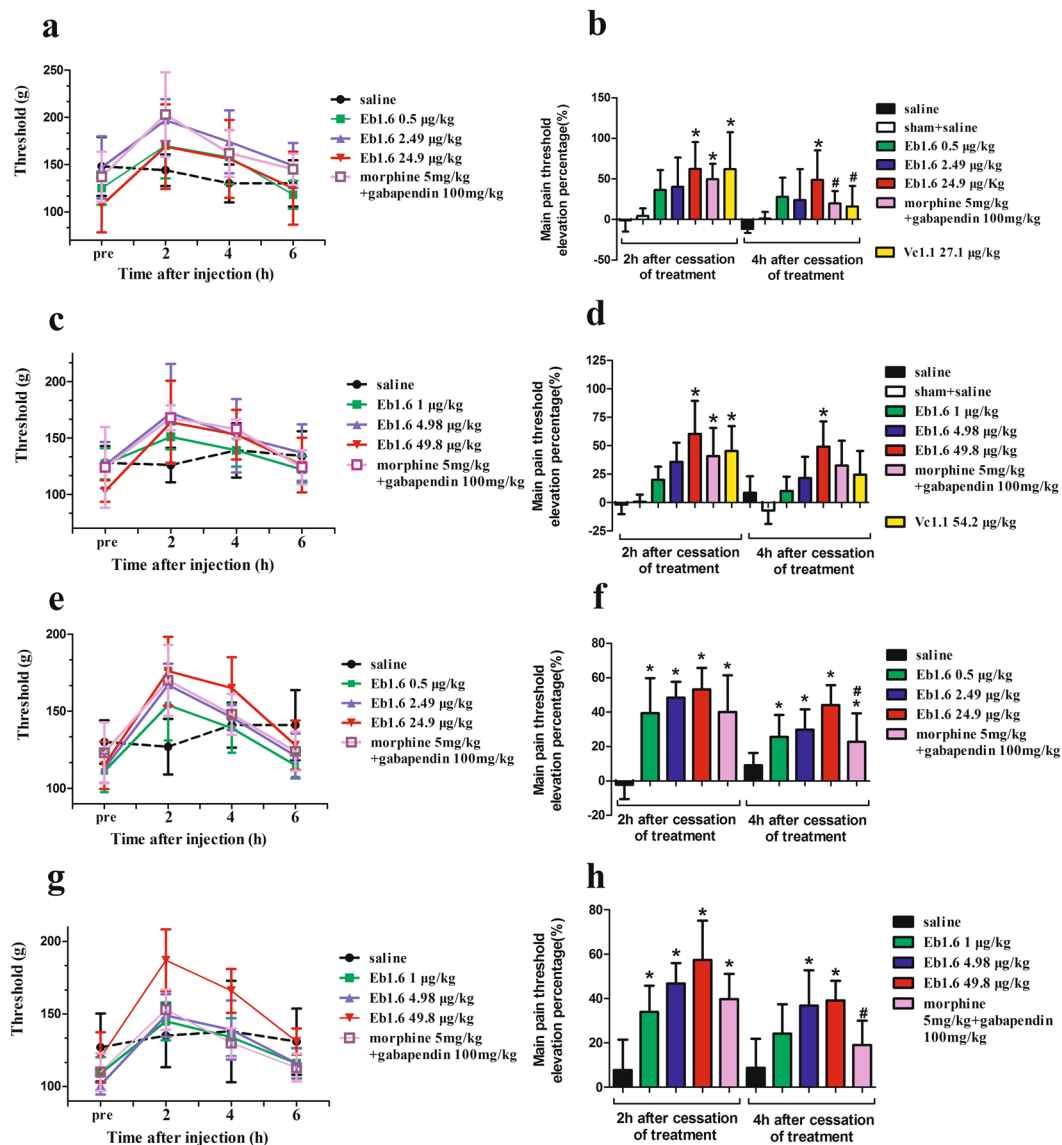 a
Threshold (g)
250
200
150
100
pre
2
4
6
Time after injection (h)
saline
Eb1.6 0.5 μg/kg
Eb1.6 2.49 μg/kg
Eb1.6 24.9 μg/kg
morphine 5mg/kg
+gabapendin 100mg/kg
b
Main pain threshold
elevation percentage(%)
150
100
50
0
-50
* * * * # #
2h after cessation
of treatment
4h after cessation
of treatment
saline
sham+saline
Eb1.6 0.5 μg/kg
Eb1.6 2.49 μg/kg
Eb1.6 24.9 μg/Kg
morphine 5mg/kg
+gabapendin 100mg/kg
Vc1.1 27.1 μg/kg
c
Threshold (g)
200
150
100
pre
2
4
6
Time after injection (h)
saline
Eb1.6 1 μg/kg
Eb1.6 4.98 μg/kg
Eb1.6 49.8 μg/kg
morphine 5mg/kg
+gabapendin 100mg/kg
d
Main pain threshold
elevation percentage(%)
125
100
75
50
25
0
-25
* * * *
2h after cessation
of treatment
4h after cessation
of treatment
saline
sham+saline
Eb1.6 1 μg/kg
Eb1.6 4.98 μg/kg
Eb1.6 49.8 μg/kg
morphine 5mg/kg
+gabapendin 100mg/kg
Vc1.1 54.2 μg/kg
e
Threshold (g)
200
150
100
pre
2
4
6
Time after injection (h)
saline
Eb1.6 0.5 μg/kg
Eb1.6 2.49 μg/kg
Eb1.6 24.9 μg/kg
morphine 5mg/kg
+gabapendin 100mg/kg
f
Main pain threshold
elevation percentage(%)
80
60
40
20
0
-20
* * * * * * * #
*
2h after cessation
of treatment
4h after cessation
of treatment
saline
Eb1.6 0.5 μg/kg
Eb1.6 2.49 μg/kg
Eb1.6 24.9 μg/kg
morphine 5mg/kg
+gabapendin 100mg/kg
g
Threshold (g)
200
150
100
pre
2
4
6
Time after injection (h)
saline
Eb1.6 1 μg/kg
Eb1.6 4.98 μg/kg
Eb1.6 49.8 μg/kg
morphine 5mg/kg
+gabapendin 100mg/kg
h
Main pain threshold
elevation percentage(%)
80
60
40
20
0
* * * * * * #
2h after cessation
of treatment
4h after cessation
of treatment
saline
Eb1.6 1 μg/kg
Eb1.6 4.98 μg/kg
Eb1.6 49.8 μg/kg
morphine
5mg/kg+gabapendin
100mg/kg